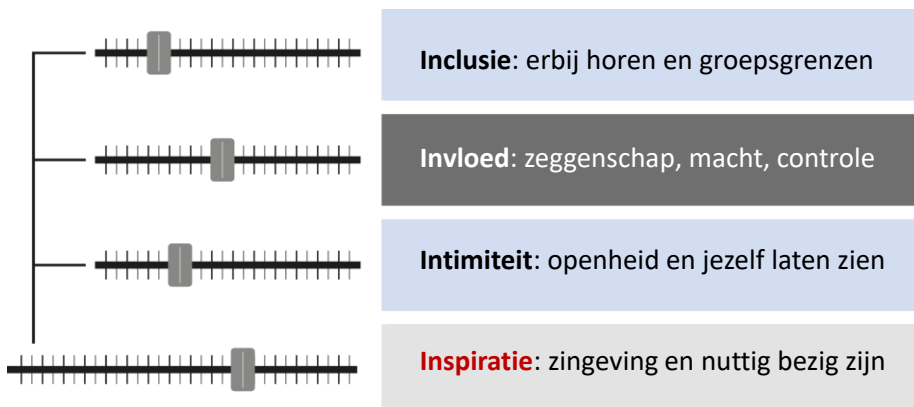 Inclusie: erbij horen en groepsgrenzen
Invloed: zeggenschap, macht, controle
Intimiteit: openheid en jezelf laten zien
Inspiratie: zingeving en nuttig bezig zijn